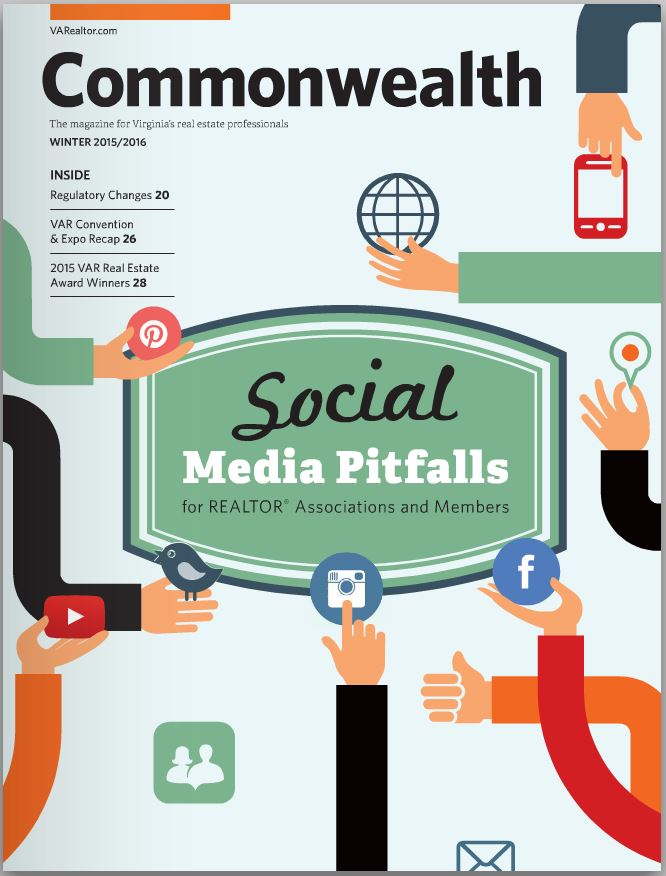 VARealtor.com
Commonwealth
The magazine for Virginia's real estate professionals
WINTER 2015/2016
INSIDE
Regulatory Changes 20
VAR Convention
& Expo Recap 26
2015 VAR Real Estate
Award Winners 28
Social
Media Pitfalls
for REALTOR® Associations and Members
f